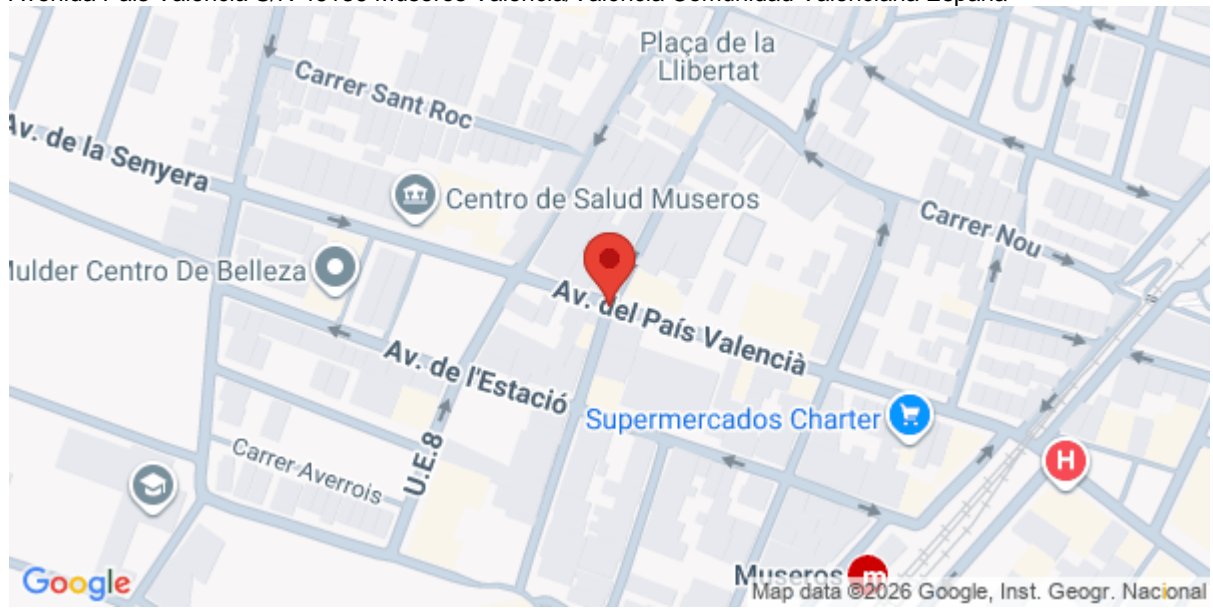 Plaça de la
Llibertat
Carrer Sant Roc
Av. de la Senyera
Centro de Salud Museros
Carrer Nou
Mulder Centro De Belleza
Av. del País Valencià
Av. de l'Estació
Supermercados Charter
U.E.8
Carrer Averrois
H
Museros
m
Google
Map data ©2026 Google, Inst. Geogr. Nacional